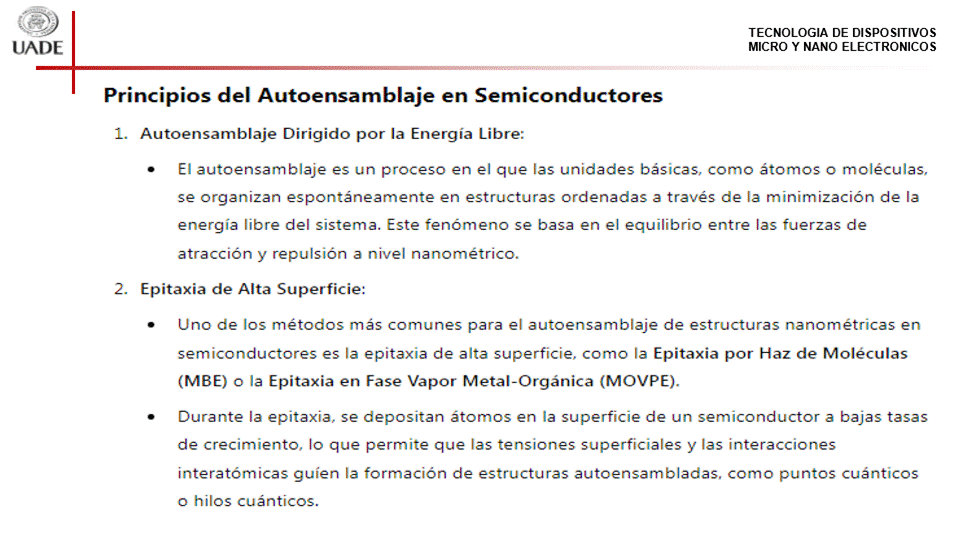 UADE
TECNOLOGIA DE DISPOSITIVOS
MICRO Y NANO ELECTRONICOS
Principios del Autoensamblaje en Semiconductores
1. Autoensamblaje Dirigido por la Energía Libre:
• El autoensamblaje es un proceso en el que las unidades básicas, como átomos o moléculas,
se organizan espontáneamente en estructuras ordenadas a través de la minimización de la
energía libre del sistema. Este fenómeno se basa en el equilibrio entre las fuerzas de
atracción y repulsión a nivel nanométrico.
2. Epitaxia de Alta Superficie:
• Uno de los métodos más comunes para el autoensamblaje de estructuras nanométricas en
semiconductores es la epitaxia de alta superficie, como la Epitaxia por Haz de Moléculas
(MBE) o la Epitaxia en Fase Vapor Metal-Orgánica (MOVPE).
• Durante la epitaxia, se depositan átomos en la superficie de un semiconductor a bajas tasas
de crecimiento, lo que permite que las tensiones superficiales y las interacciones
interatómicas guíen la formación de estructuras autoensambladas, como puntos cuánticos
o hilos cuánticos.